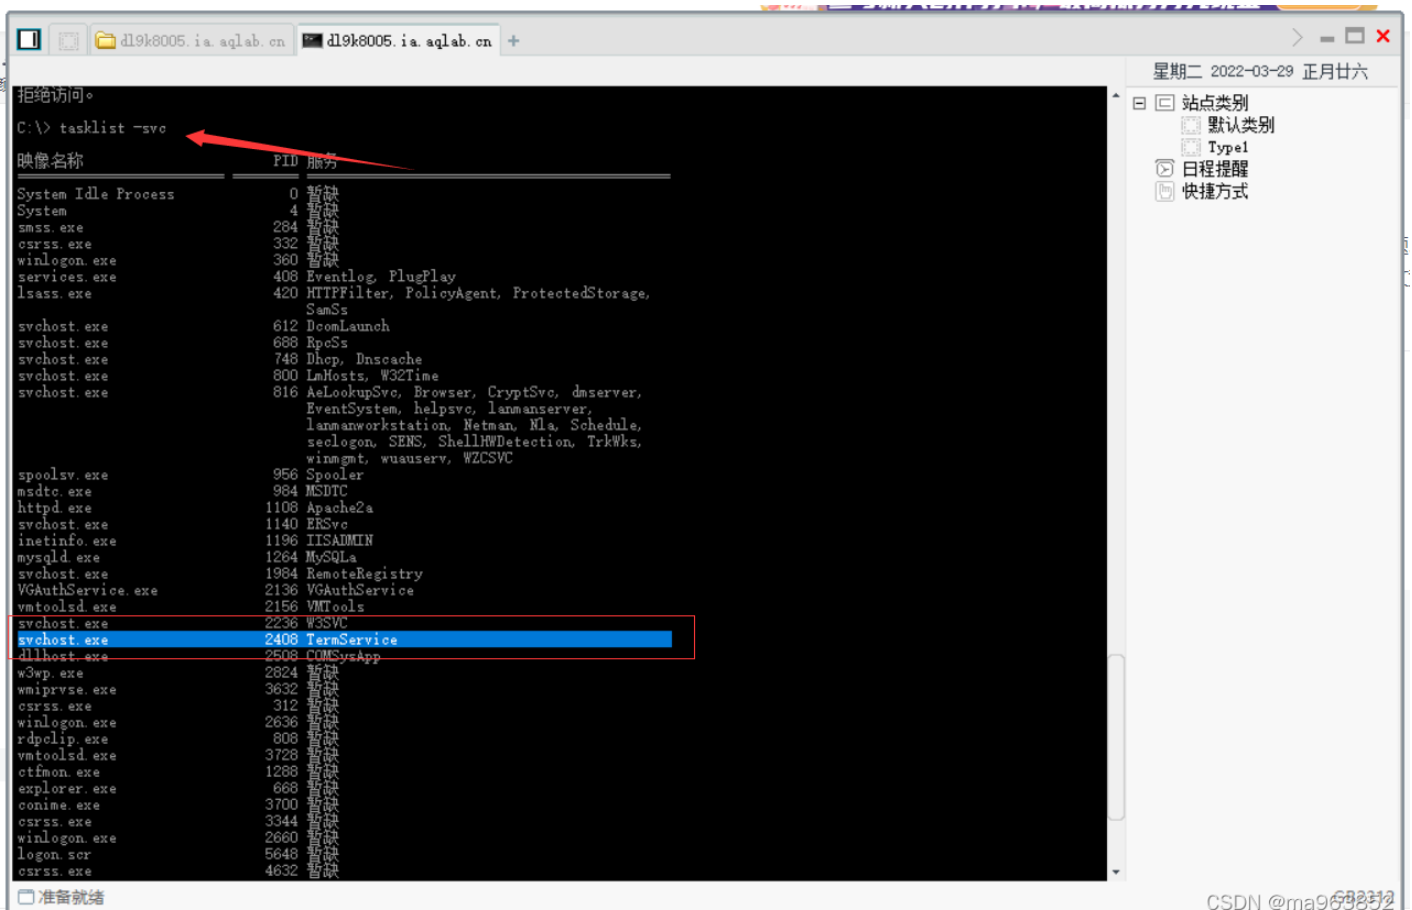 dl9k8005.ia.aqlab.cn
dl9k8005.ia.aqlab.cn
+
星期二 2022-03-29 正月廿六
拒绝访问。
C:\> tasklist -svc
映像名称 PID 服务
System Idle Process 0 暂缺
System 4 暂缺
smss.exe 284 暂缺
csrss.exe 332 暂缺
winlogon.exe 360 暂缺
services.exe 408 Eventlog, PlugPlay
lsass.exe 420 HTTPFilter, PolicyAgent, ProtectedStorage,
SamSs
svchost.exe 612 DcomLaunch
svchost.exe 688 RpcSs
svchost.exe 748 Dhcp, Dnscache
svchost.exe 800 LmHosts, W32Time
svchost.exe 816 AeLookupSvc, Browser, CryptSvc, dmserver,
EventSystem, helpsvc, lanmanserver,
lanmanworkstation, Netman, Nla, Schedule,
seclogon, SENS, ShellHWDetection, TrkWks,
winmgmt, wuauserv, WZCSVC
spoolsv.exe 956 Spooler
msdtc.exe 984 MSDTC
httpd.exe 1108 Apache2a
svchost.exe 1140 ERSvc
inetinfo.exe 1196 IISADMIN
mysqld.exe 1264 MySQLa
svchost.exe 1984 RemoteRegistry
VGAuthService.exe 2136 VGAuthService
vmtoolsd.exe 2156 VMTools
svchost.exe 2236 W3SVC
svchost.exe 2408 TermService
dllhost.exe 2508 COMSysApp
w3wp.exe 2824 暂缺
wmiprvse.exe 3632 暂缺
csrss.exe 312 暂缺
winlogon.exe 2636 暂缺
rdpclip.exe 808 暂缺
vmtoolsd.exe 3728 暂缺
ctfmon.exe 1288 暂缺
explorer.exe 668 暂缺
conime.exe 3700 暂缺
csrss.exe 3344 暂缺
winlogon.exe 2660 暂缺
logon.scr 5648 暂缺
csrss.exe 4632 暂缺
站点类别
默认类别
Type1
日程提醒
快捷方式
准备就绪
GB2312
CSDN @ma963852